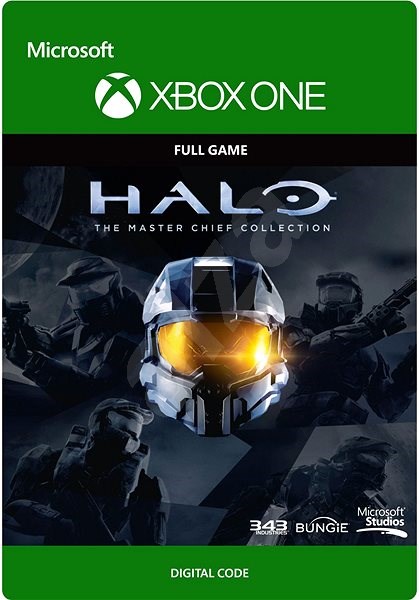 Microsoft
XBOX ONE
FULL GAME
HALO
THE MASTER CHIEF COLLECTION
343
INDUSTRIES
BUNGiE
Microsoft
Studios
DIGITAL CODE